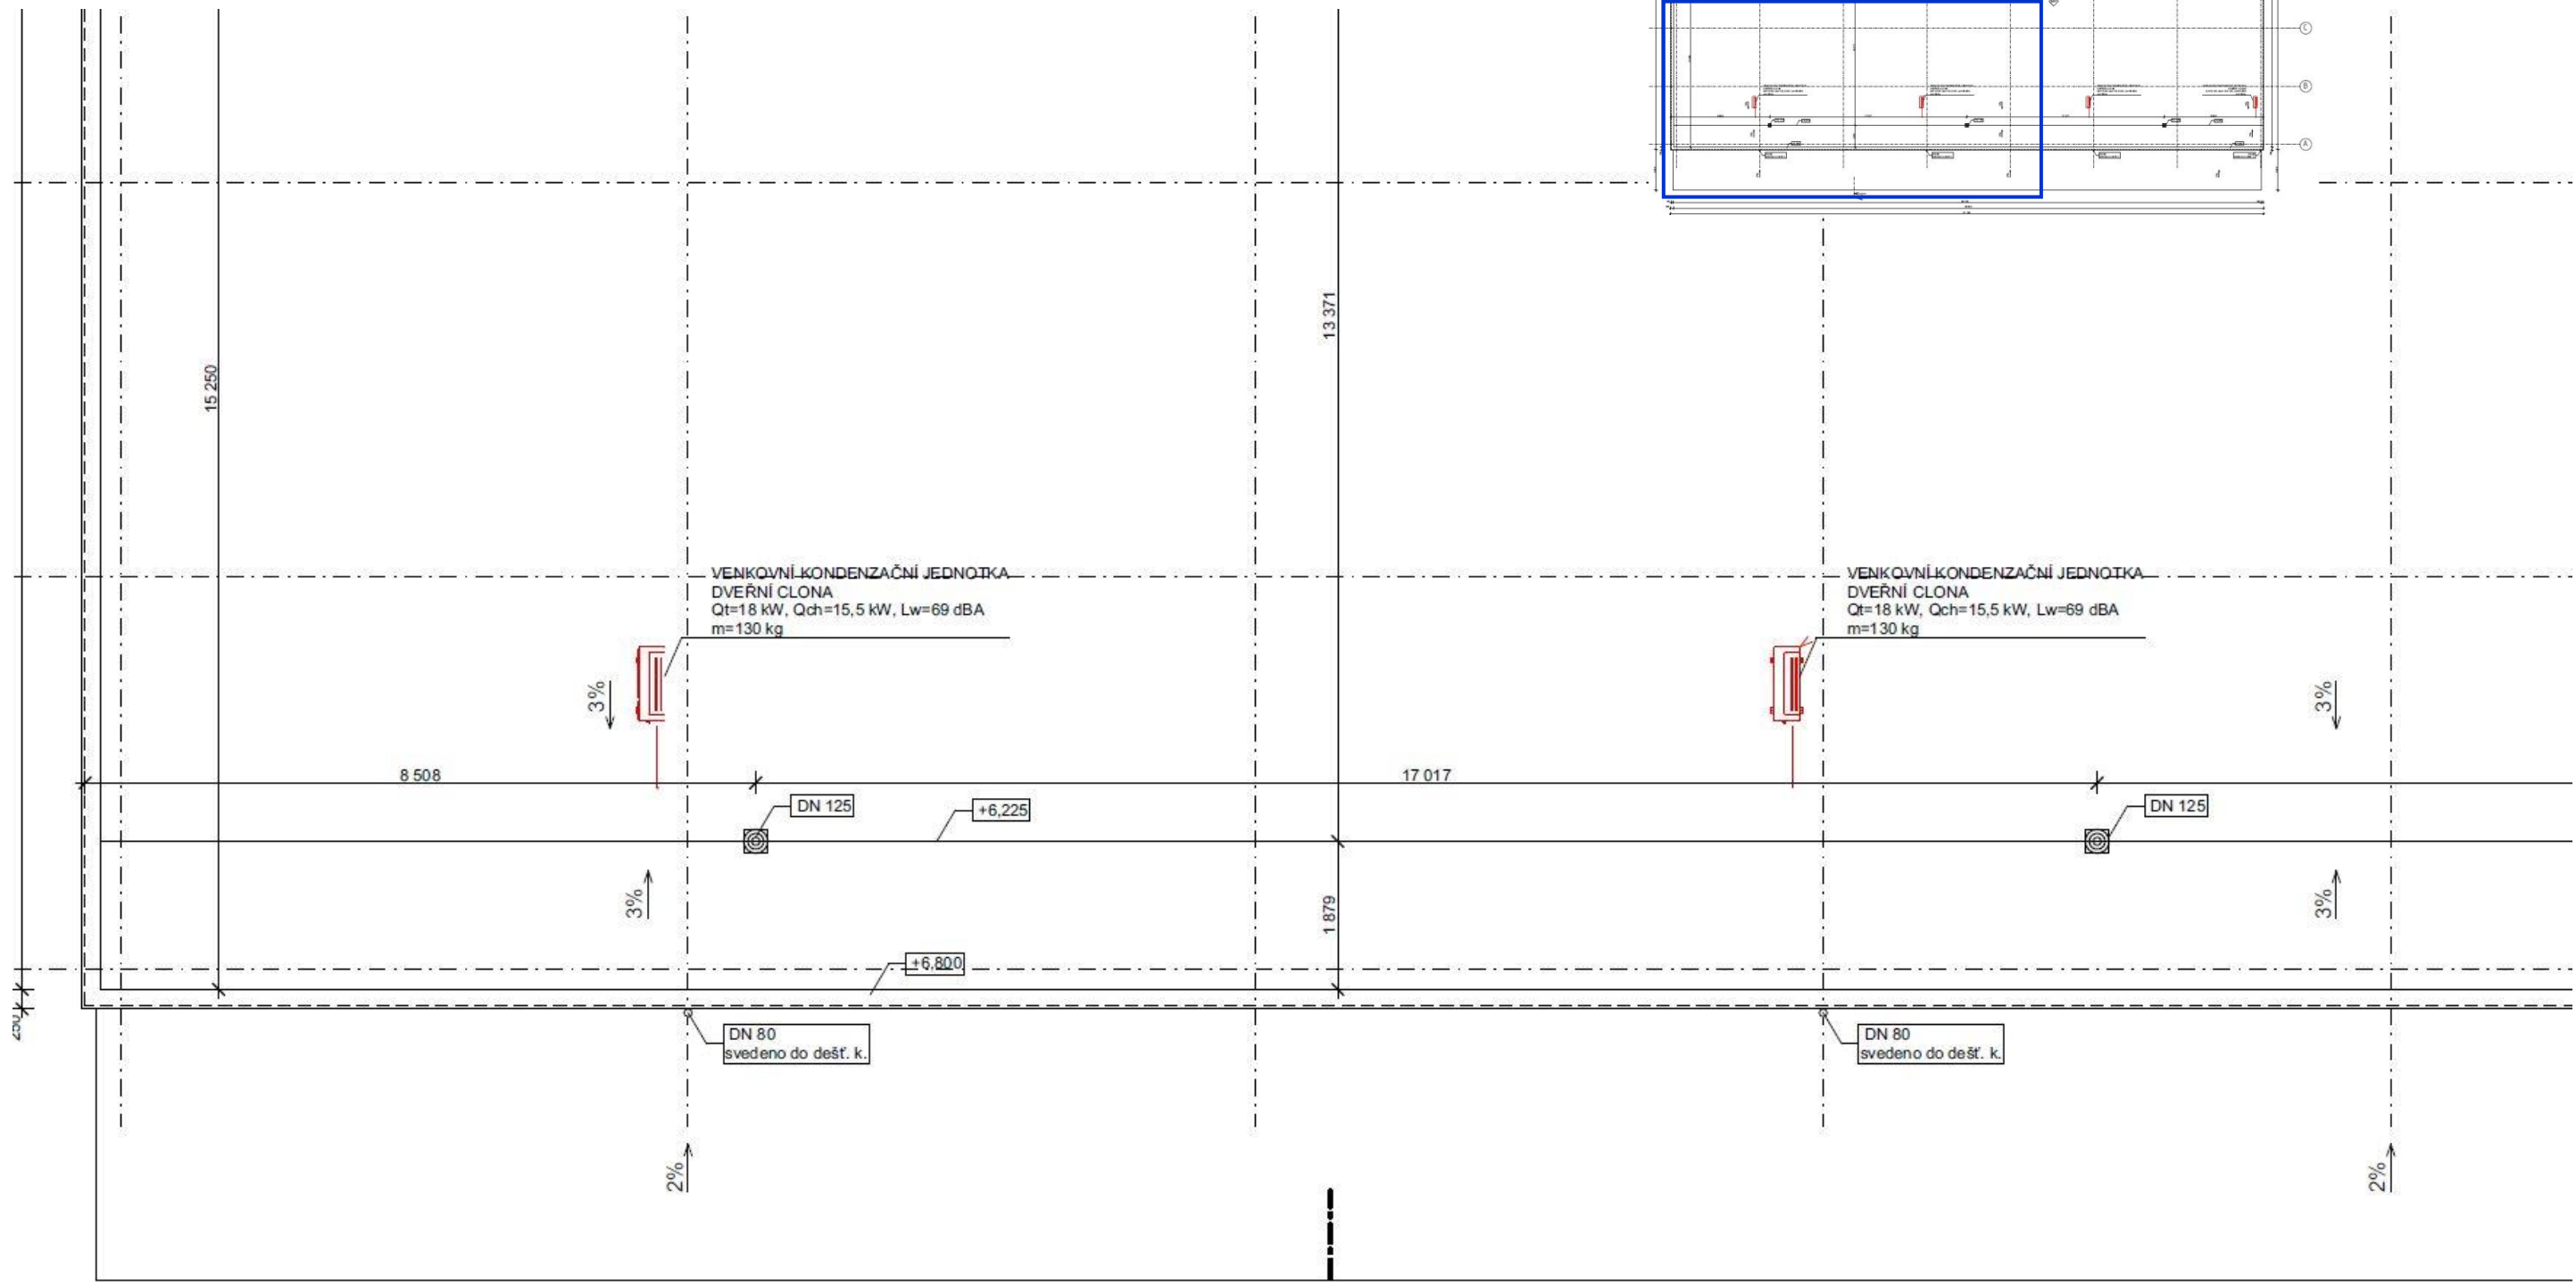 C
B
A
13 371
15 250
VENKOVNÍ KONDENZAČNÍ JEDNOTKA
DVEŘNÍ CLONA
Qt=18 kW, Qch=15,5 kW, Lw=69 dBA
m=130 kg
VENKOVNÍ KONDENZAČNÍ JEDNOTKA
DVEŘNÍ CLONA
Qt=18 kW, Qch=15,5 kW, Lw=69 dBA
m=130 kg
3%
3%
8 508
17 017
DN 125
+6,225
DN 125
3%
1 879
3%
+6,800
250
DN 80
svedeno do dešť. k.
DN 80
svedeno do dešť. k.
2%
2%